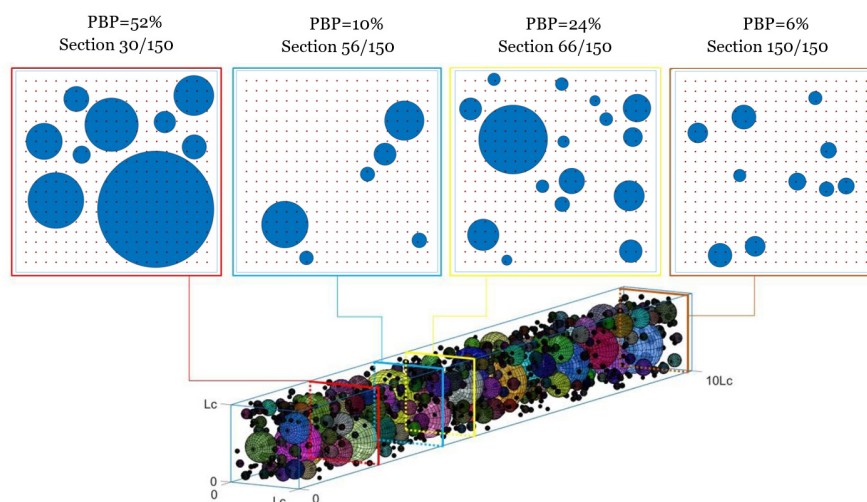 PBP=52%
Section 30/150
PBP=10%
Section 56/150
PBP=24%
Section 66/150
PBP=6%
Section 150/150
Lc
0
0
Lc
0
10Lc